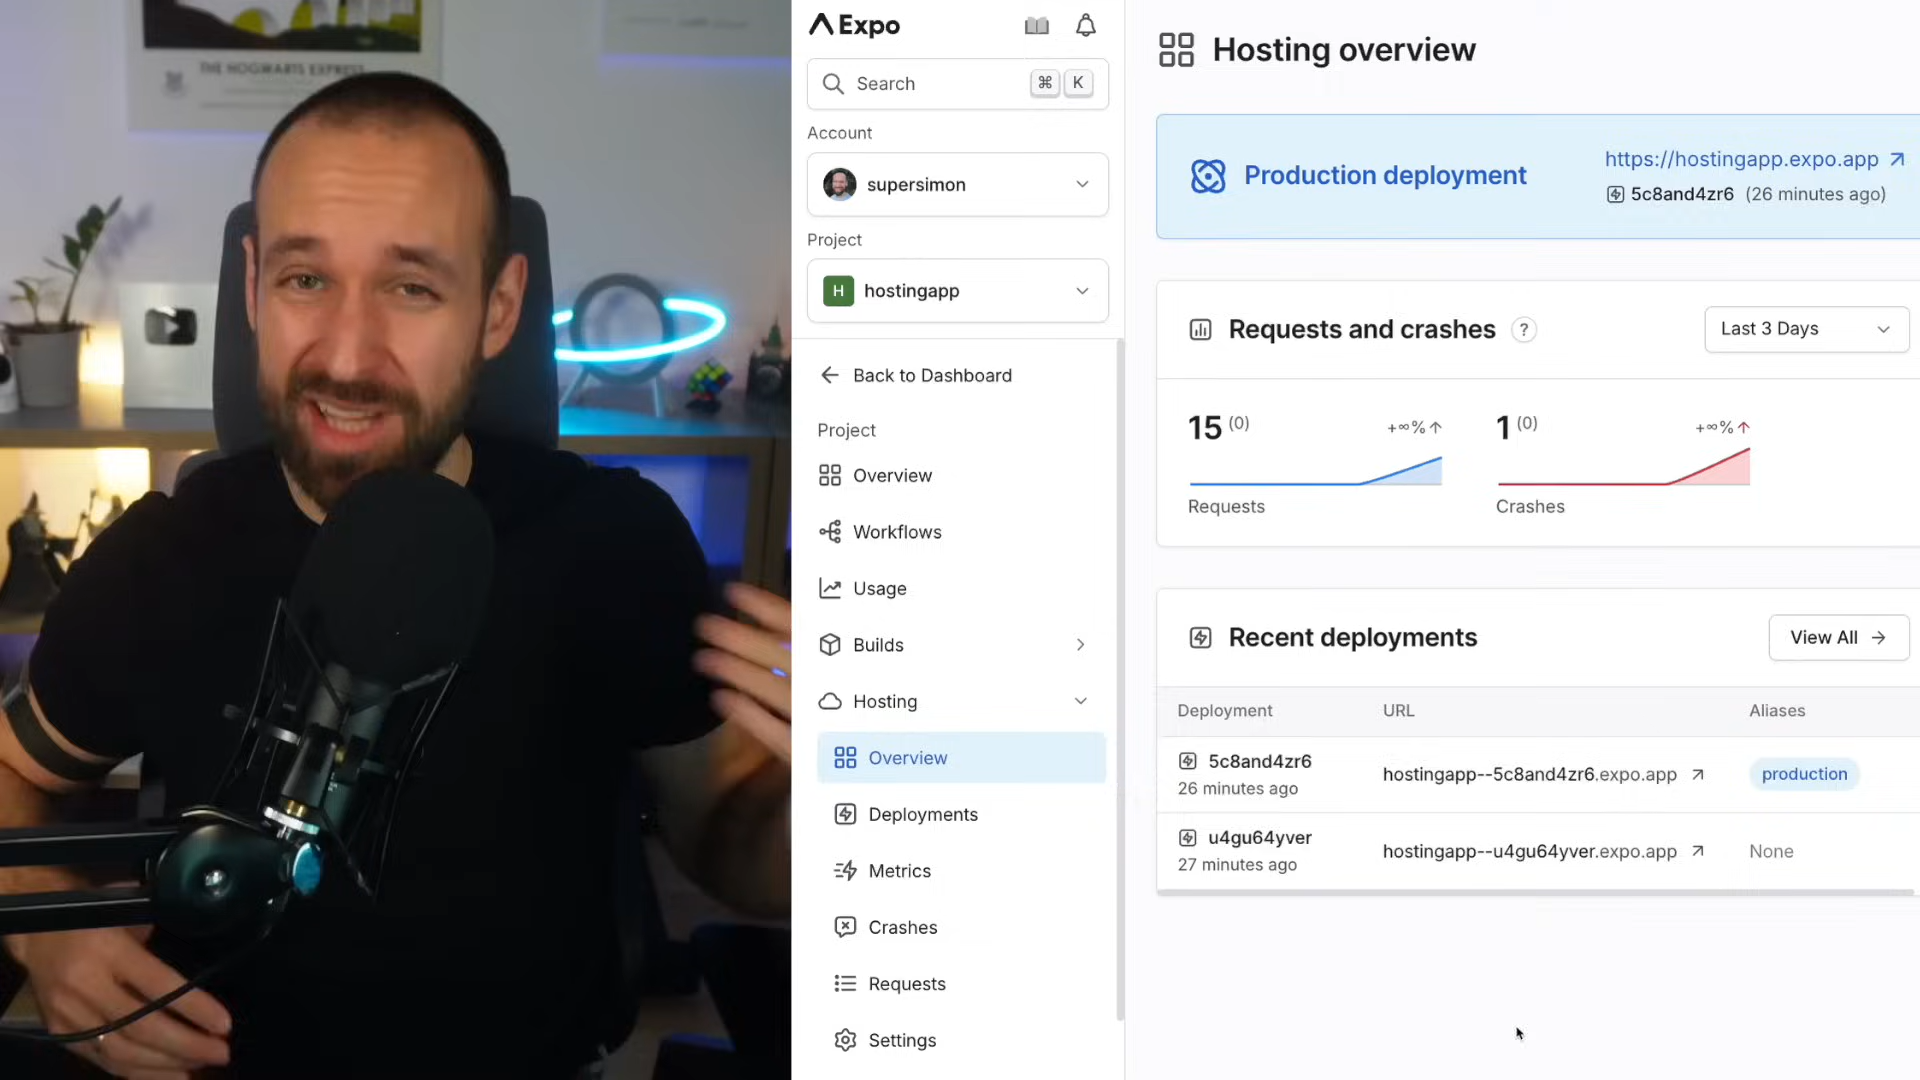 THE HOGWARTS EXPRESS
Expo
Search
⌘ K
Account
supersimon
Project
H hostingapp
Back to Dashboard
Project
Overview
Workflows
Usage
Builds
Hosting
Overview
Deployments
Metrics
Crashes
Requests
Settings
Hosting overview
Production deployment
https://hostingapp.expo.app
5c8and4zr6 (26 minutes ago)
Requests and crashes ?
Last 3 Days
15 (0) +∞%↑
Requests
1 (0) +∞%↑
Crashes
Recent deployments
View All →
Deployment URL Aliases
5c8and4zr6
26 minutes ago
hostingapp--5c8and4zr6.expo.app
production
u4gu64yver
27 minutes ago
hostingapp--u4gu64yver.expo.app
None